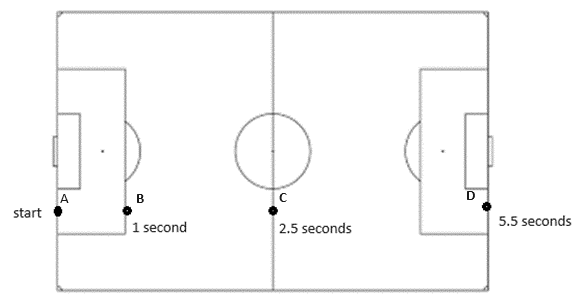 A
B
C
D
start
1 second
2.5 seconds
5.5 seconds